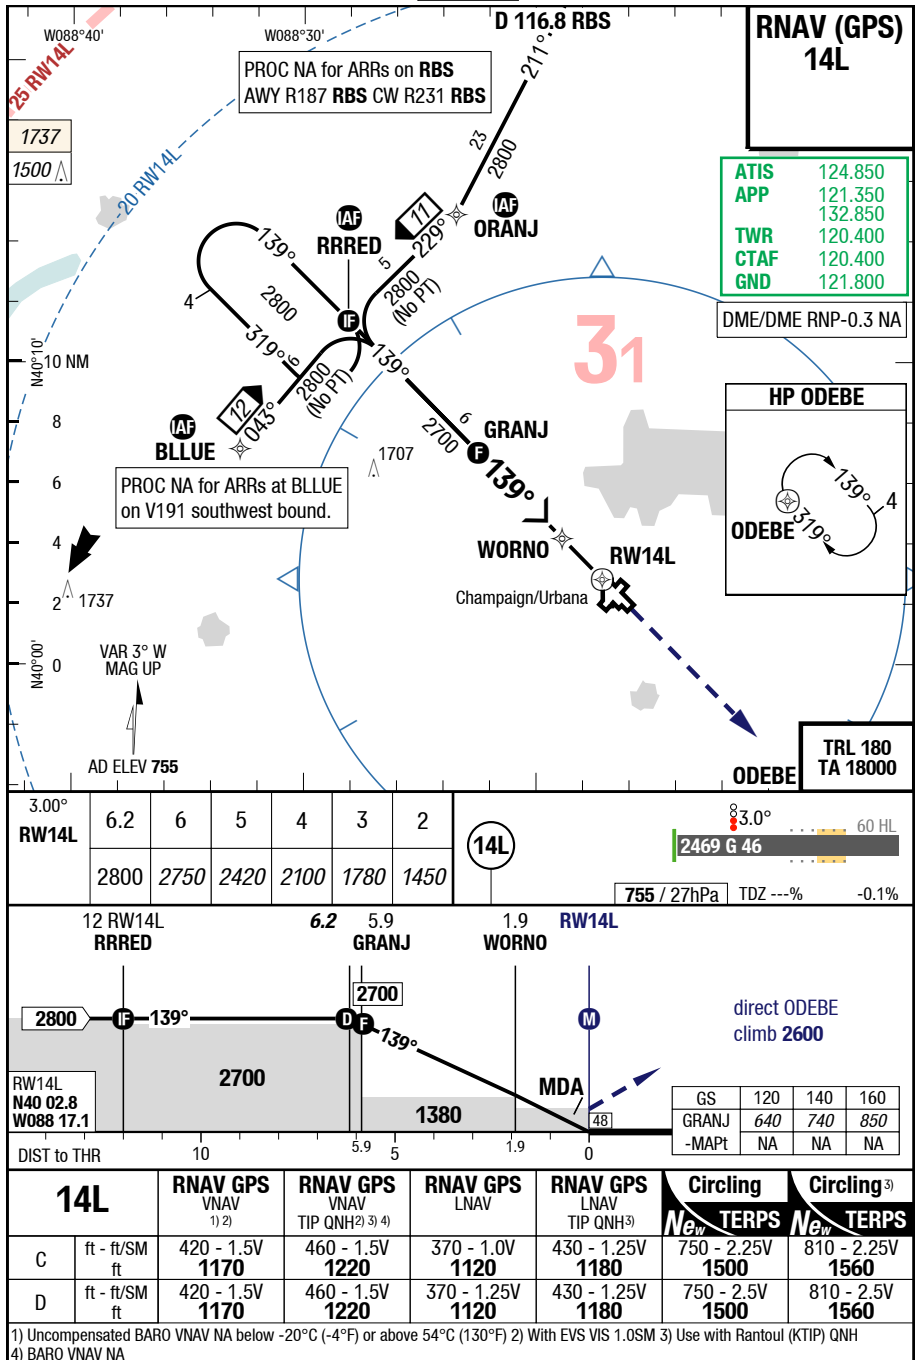 W088°40'
W088°30'
D 116.8 RBS
RNAV (GPS)
14L
25 RW14L
PROC NA for ARRs on RBS
AWY R187 RBS CW R231 RBS
211°
23
2800
1737
1500
20 RW14L
ATIS 124.850
APP 121.350
132.850
TWR 120.400
CTAF 120.400
GND 121.800
DME/DME RNP-0.3 NA
IAF
RRRED
11
229°
IAF
ORANJ
5
2800
(No PT)
139°
2800
4
319°
IF
31
N40°10'
10 NM
6
2800
(No PT)
139°
6
2700
HP ODEBE
139°
4
319°
ODEBE
12
043°
IAF
BLLUE
8
GRANJ
F
139°
1707
PROC NA for ARRs at BLLUE
on V191 southwest bound.
6
4
WORNO
RW14L
2
1737
Champaign/Urbana
N40°00'
0
VAR 3° W
MAG UP
AD ELEV 755
ODEBE
TRL 180
TA 18000
3.00°
RW14L
6.2 6 5 4 3 2
2800 2750 2420 2100 1780 1450
14L
3.0°
60 HL
2469 G 46
755 / 27hPa TDZ ---% -0.1%
12 RW14L 6.2 5.9 1.9 RW14L
RRRED GRANJ WORNO
2700
2800 IF 139° D F M
139°
direct ODEBE
climb 2600
2700
MDA
1380
48
RW14L
N40 02.8
W088 17.1
GS 120 140 160
GRANJ 640 740 850
-MAPt NA NA NA
DIST to THR 10 5.9 5 1.9 0
14L
RNAV GPS
VNAV
1) 2)
RNAV GPS
VNAV
TIP QNH2) 3) 4)
RNAV GPS
LNAV
RNAV GPS
LNAV
TIP QNH3)
Circling
New TERPS
Circling3)
New TERPS
C ft - ft/SM 420 - 1.5V 460 - 1.5V 370 - 1.0V 430 - 1.25V 750 - 2.25V 810 - 2.25V
ft 1170 1220 1120 1180 1500 1560
D ft - ft/SM 420 - 1.5V 460 - 1.5V 370 - 1.25V 430 - 1.25V 750 - 2.5V 810 - 2.5V
ft 1170 1220 1120 1180 1500 1560
1) Uncompensated BARO VNAV NA below -20°C (-4°F) or above 54°C (130°F) 2) With EVS VIS 1.0SM 3) Use with Rantoul (KTIP) QNH
4) BARO VNAV NA